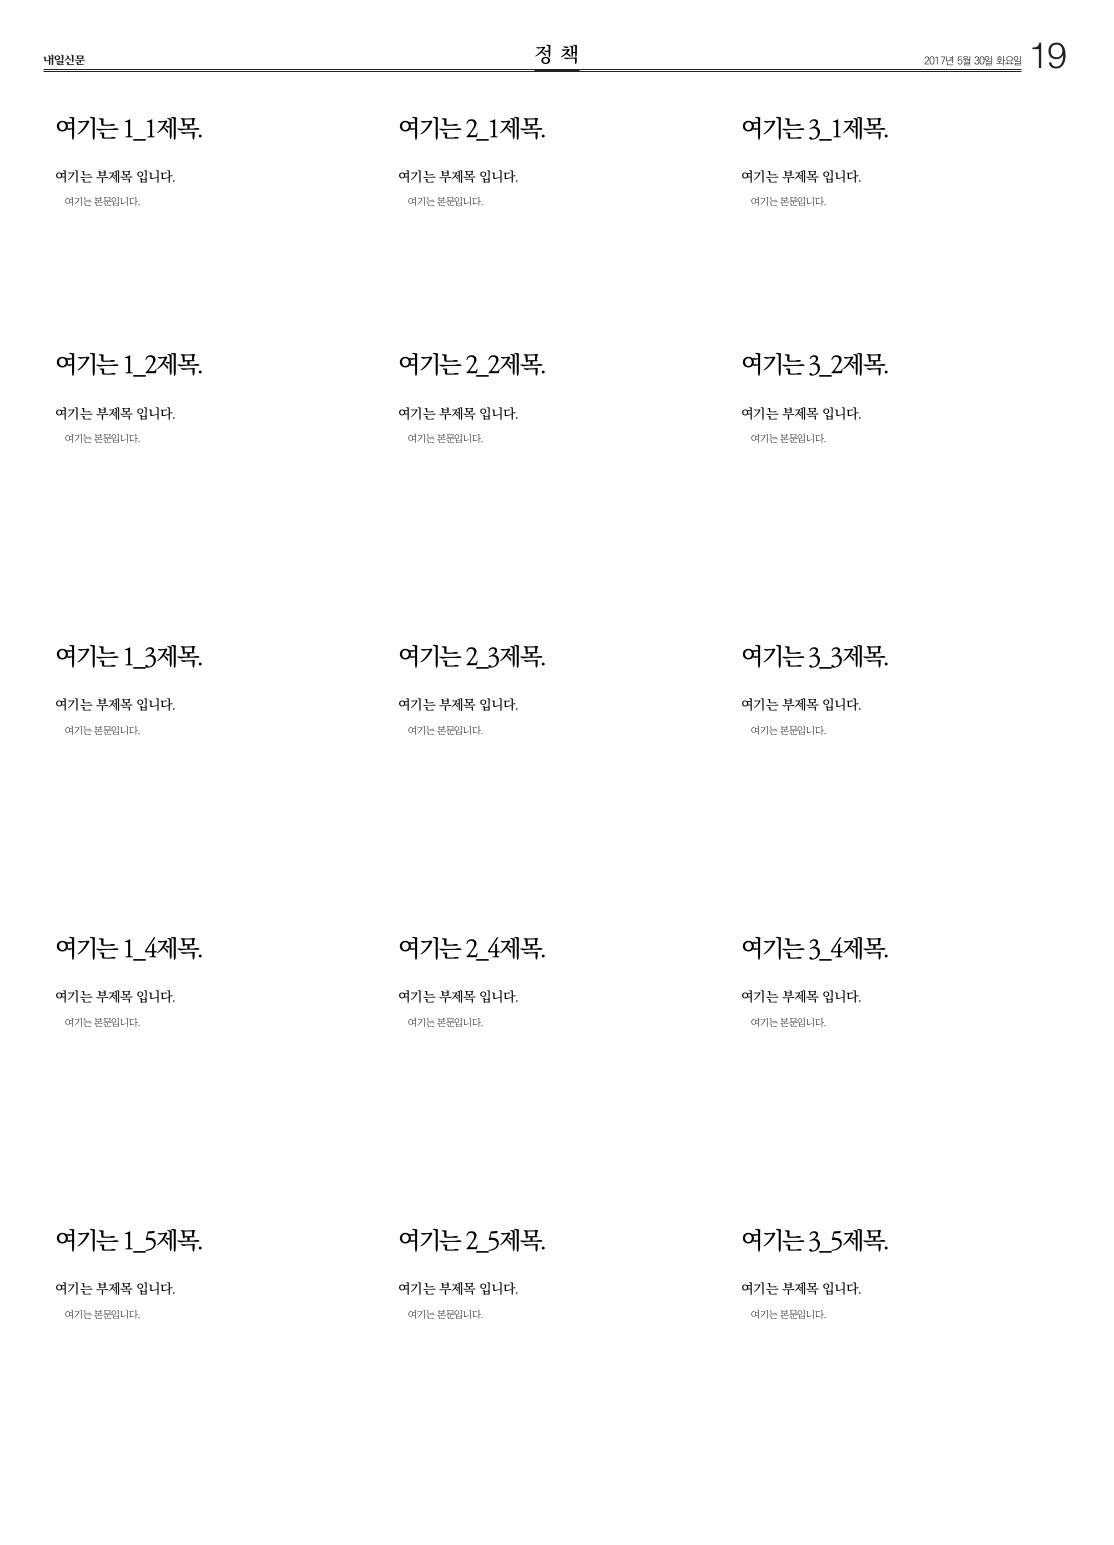 내일신문
정 책
2017년 5월 30일 화요일
19
여기는 1_1제목.
여기는 부제목 입니다.
여기는 본문입니다.
여기는 2_1제목.
여기는 부제목 입니다.
여기는 본문입니다.
여기는 3_1제목.
여기는 부제목 입니다.
여기는 본문입니다.
여기는 1_2제목.
여기는 부제목 입니다.
여기는 본문입니다.
여기는 2_2제목.
여기는 부제목 입니다.
여기는 본문입니다.
여기는 3_2제목.
여기는 부제목 입니다.
여기는 본문입니다.
여기는 1_3제목.
여기는 부제목 입니다.
여기는 본문입니다.
여기는 2_3제목.
여기는 부제목 입니다.
여기는 본문입니다.
여기는 3_3제목.
여기는 부제목 입니다.
여기는 본문입니다.
여기는 1_4제목.
여기는 부제목 입니다.
여기는 본문입니다.
여기는 2_4제목.
여기는 부제목 입니다.
여기는 본문입니다.
여기는 3_4제목.
여기는 부제목 입니다.
여기는 본문입니다.
여기는 1_5제목.
여기는 부제목 입니다.
여기는 본문입니다.
여기는 2_5제목.
여기는 부제목 입니다.
여기는 본문입니다.
여기는 3_5제목.
여기는 부제목 입니다.
여기는 본문입니다.